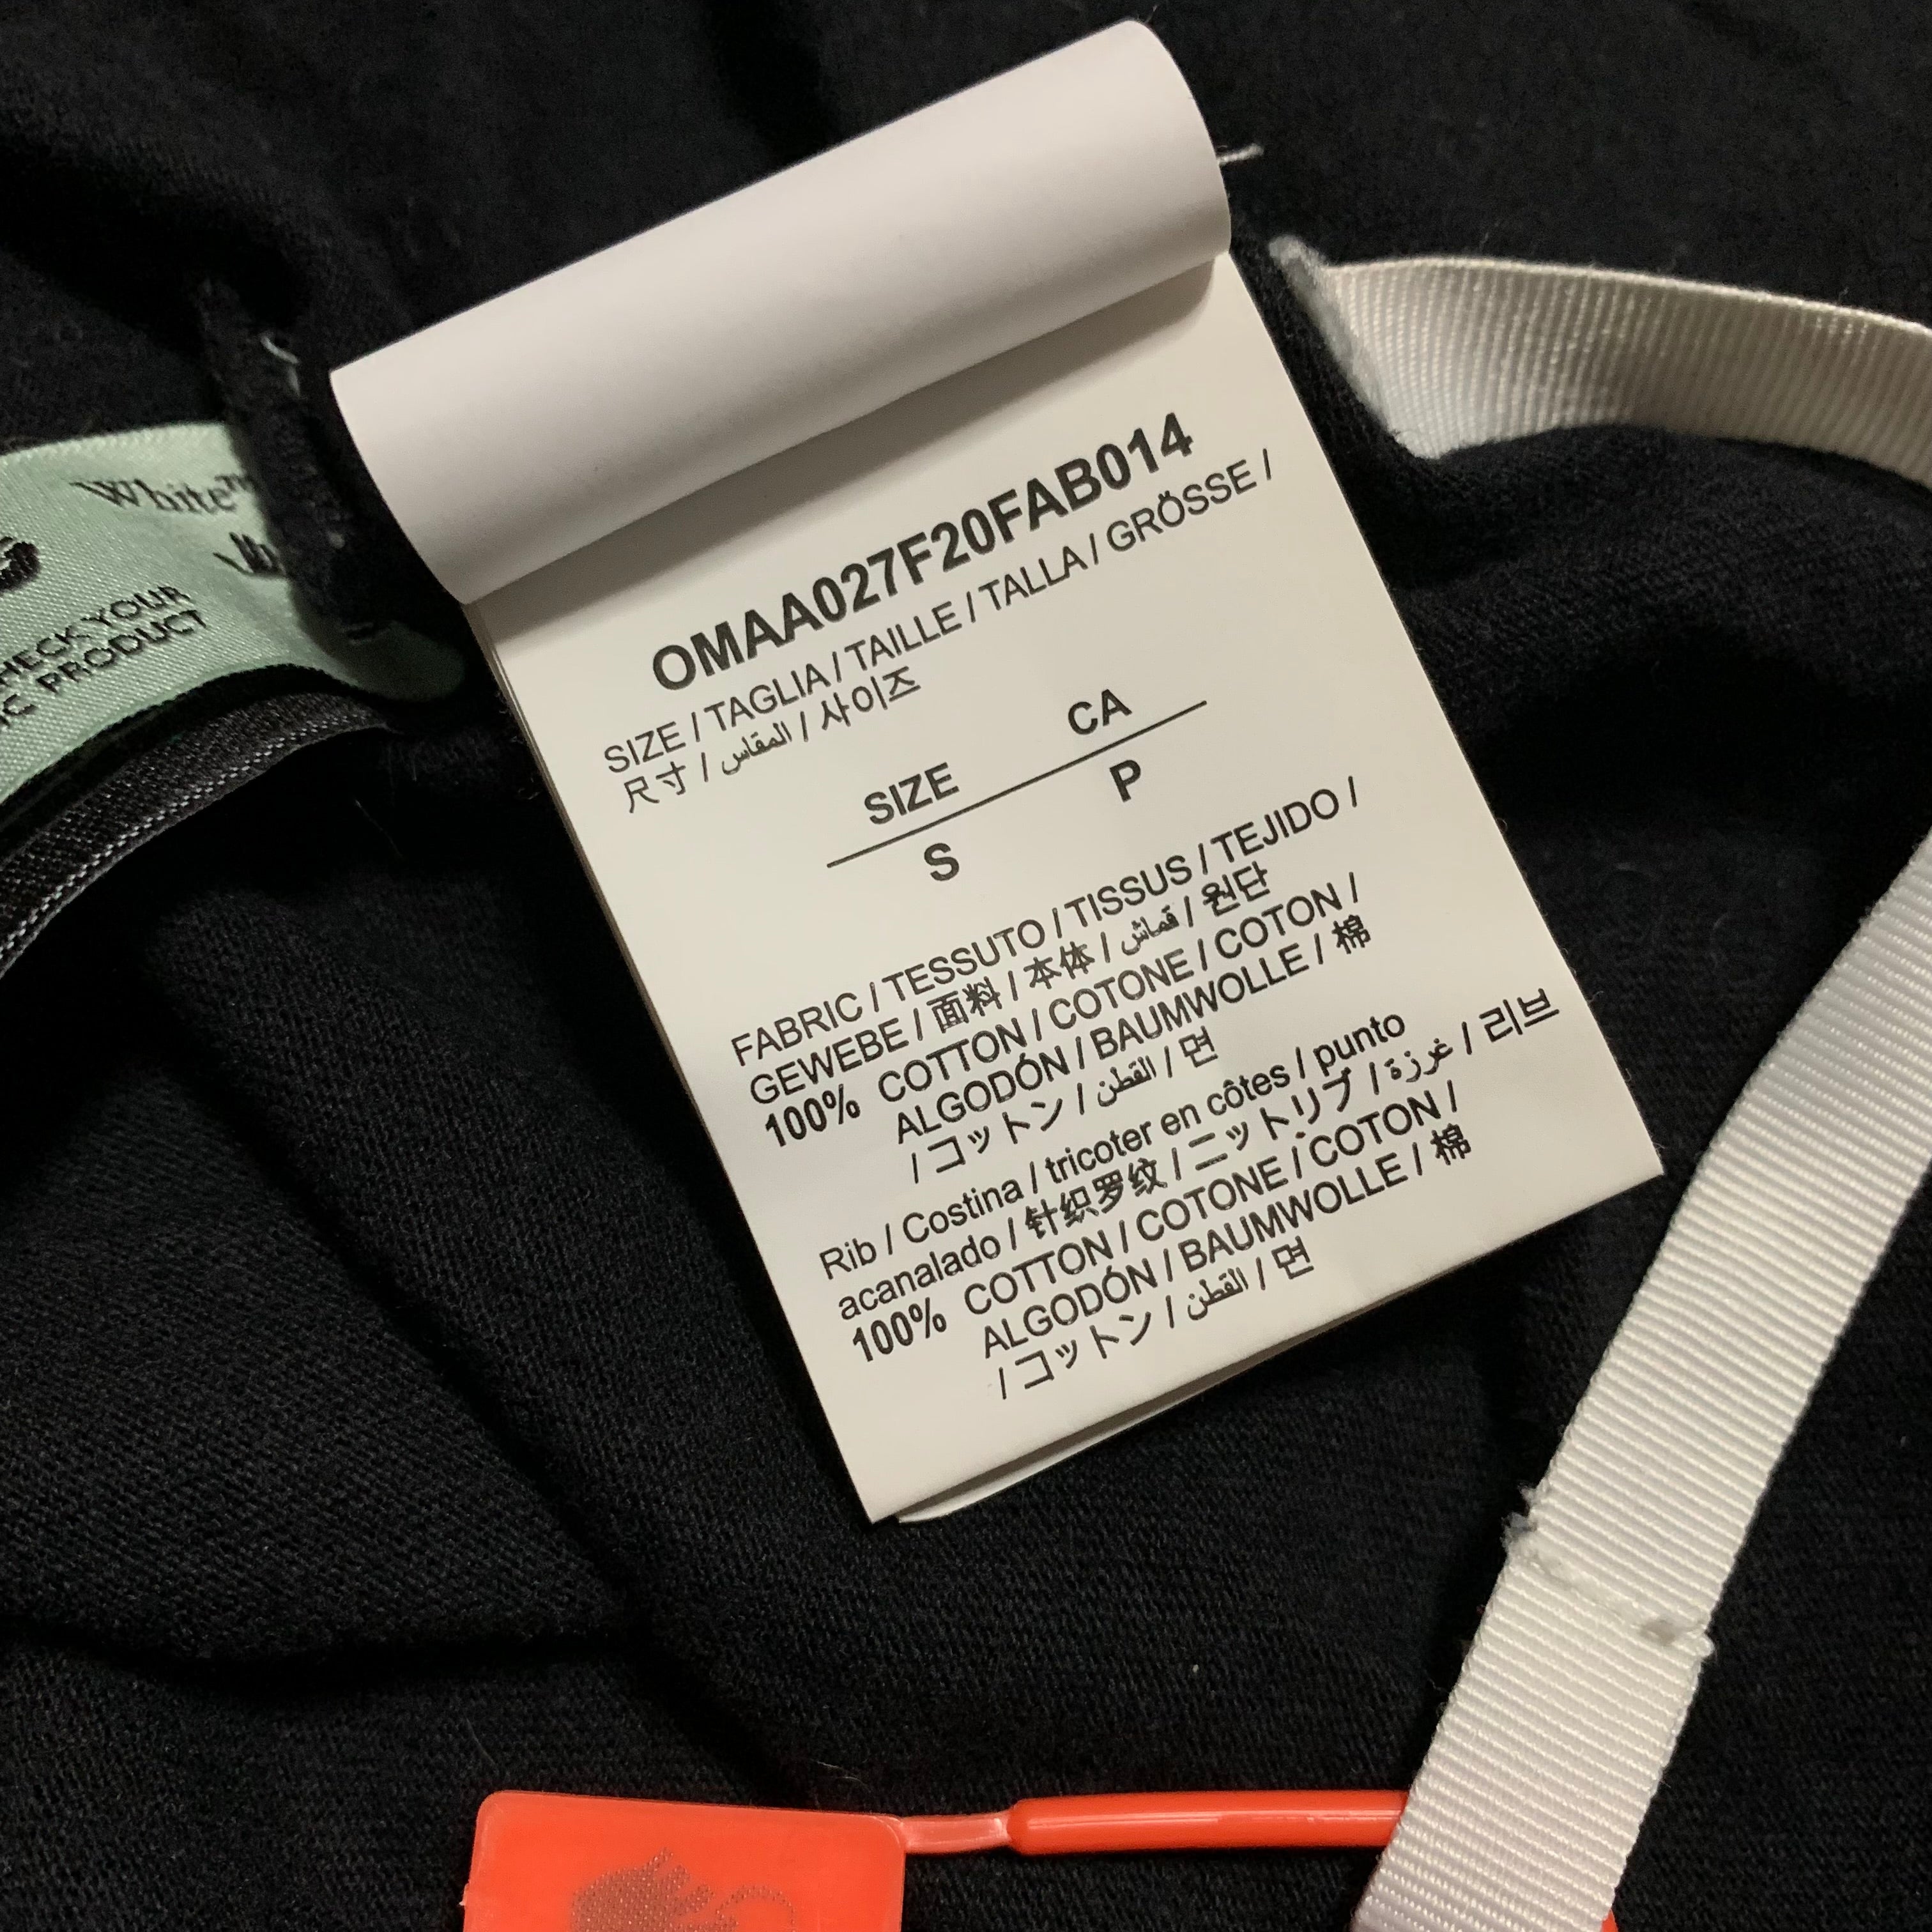 OMAA027F20FAB014
SIZE / TAGLIA / TAILLE / TALLA / GRÖSSE /
尺寸 / المقاس / 사이즈
SIZE CA
S P
FABRIC / TESSUTO / TISSUS / TEJIDO /
GEWEBE / 面料 / 本体 / قماش / 원단
100% COTTON / COTONE / COTON /
ALGODÓN / BAUMWOLLE / 棉
/ コットン / القطن / 면
Rib / Costina / tricoter en côtes / punto
acanalado / 针织罗纹 / ニットリブ / غرزة / 리브
100% COTTON / COTONE / COTON /
ALGODÓN / BAUMWOLLE / 棉
/ コットン / القطن / 면
White™
YOUR
PRODUCT